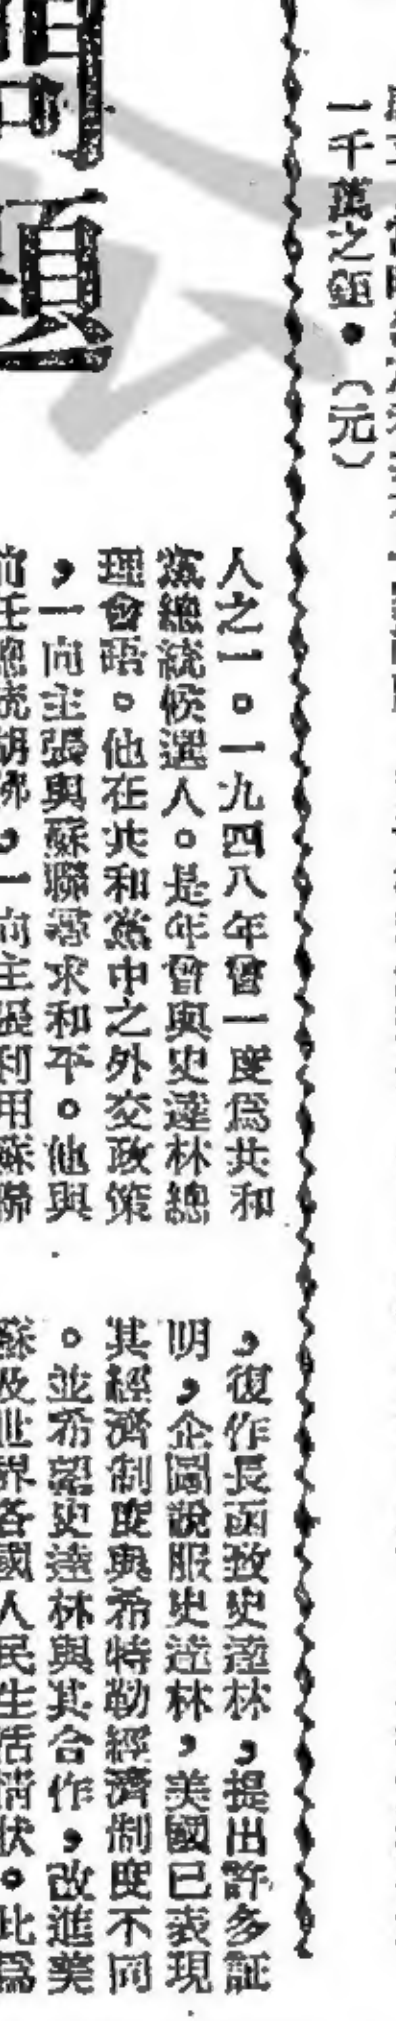 一千萬之鉅。（元）
問題
人之一。一九四八年曾一度爲共和
黨總統候選人。是年曾與史達林總
理會晤。他在共和黨中之外交政策
，一向主張與蘇聯尋求和平。他與
前任總統胡佛，一向主張利用蘇聯
，復作長函致史達林，提出許多証
明，企圖說服史達林，美國已表現
其經濟制度與希特勒經濟制度不同
。並希望史達林與其合作，改進美
蘇及世界各國人民生活情狀。此爲